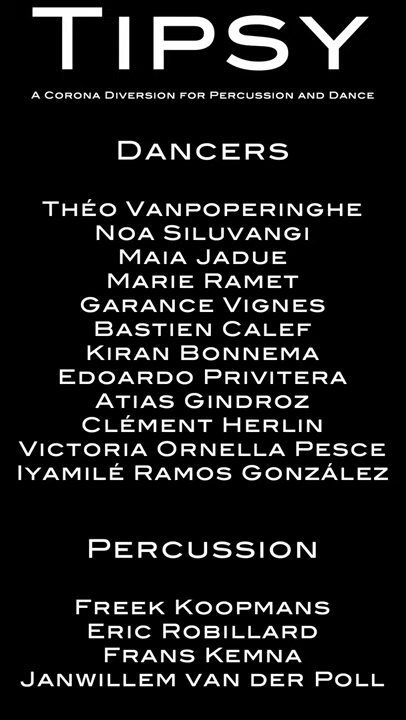 Tipsy
A Corona Diversion for Percussion and Dance
Dancers
Théo Vanpoperinghe
Noa Siluvangi
Maia Jadue
Marie Ramet
Garance Vignes
Bastien Calef
Kiran Bonnema
Edoardo Privitera
Atias Gindroz
Clément Herlin
Victoria Ornella Pesce
Iyamilé Ramos González
Percussion
Freek Koopmans
Eric Robillard
Frans Kemna
Janwillem van der Poll